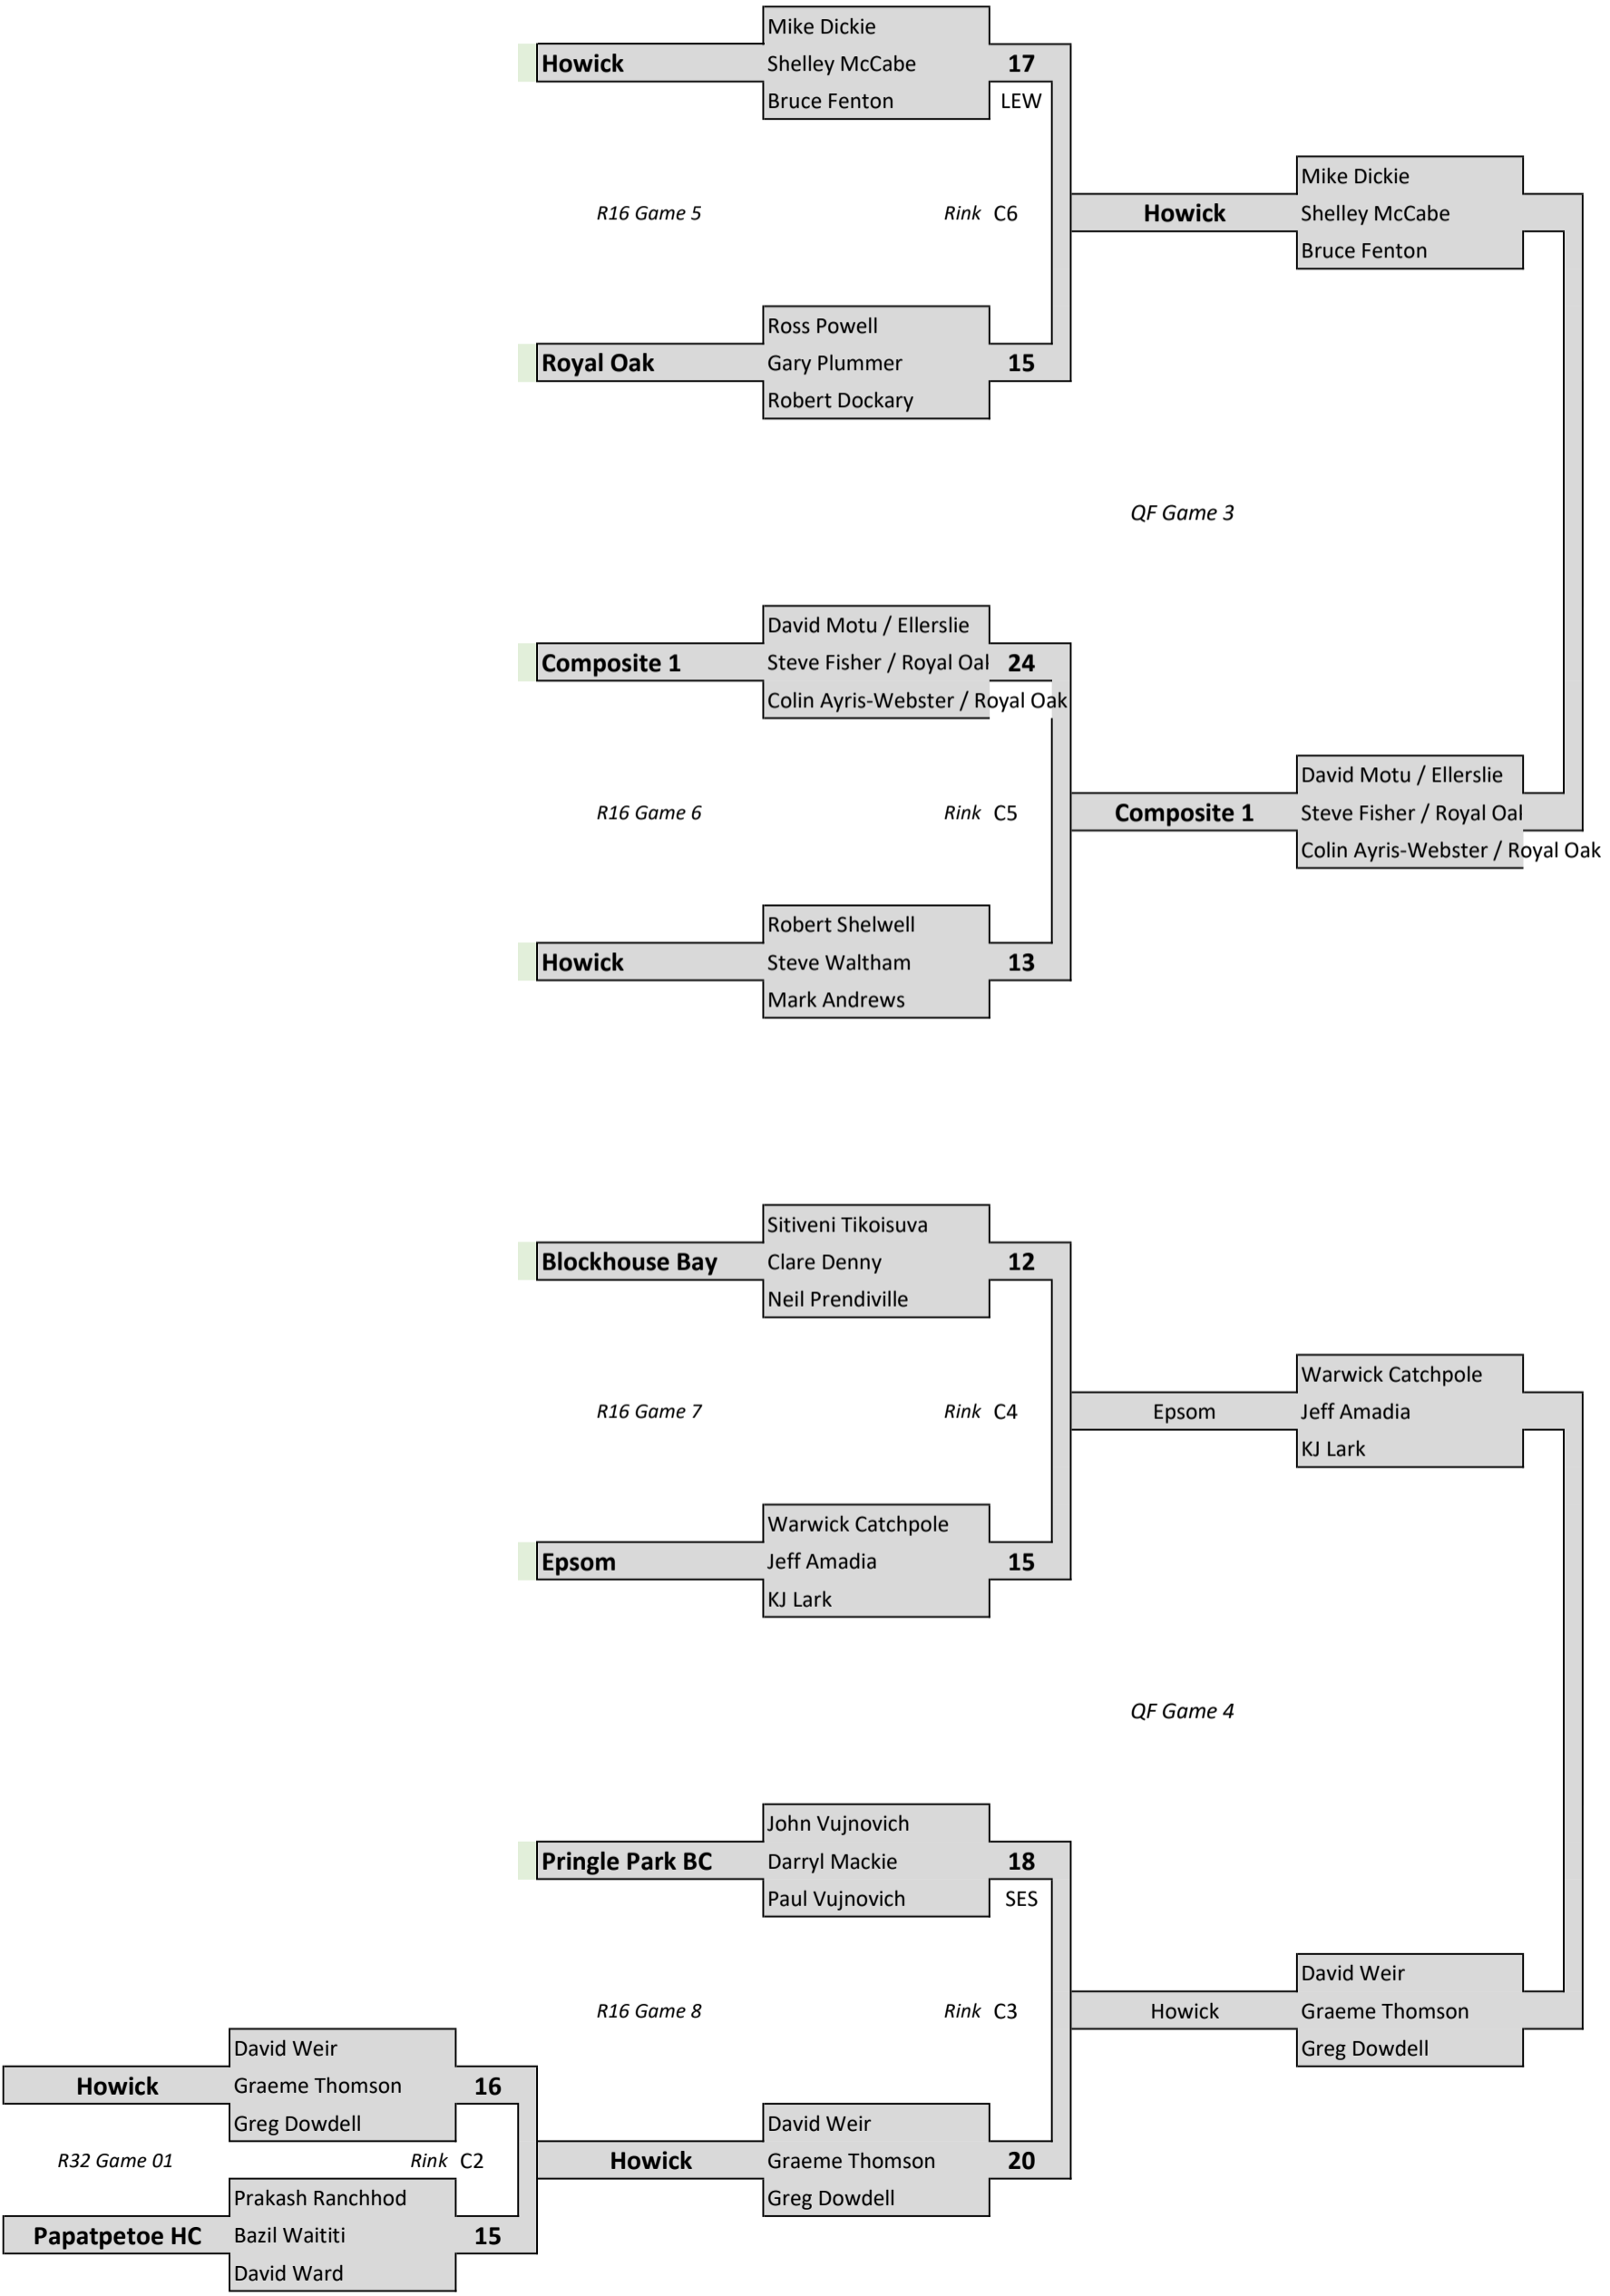 Mike Dickie
Howick Shelley McCabe 17
Bruce Fenton LEW
Mike Dickie
R16 Game 5 Rink C6 Howick Shelley McCabe
Bruce Fenton
Ross Powell
Royal Oak Gary Plummer 15
Robert Dockary
QF Game 3
David Motu / Ellerslie
Composite 1 Steve Fisher / Royal Oak 24
Colin Ayris-Webster / Royal Oak
David Motu / Ellerslie
R16 Game 6 Rink C5 Composite 1 Steve Fisher / Royal Oak
Colin Ayris-Webster / Royal Oak
Robert Shelwell
Howick Steve Waltham 13
Mark Andrews
Sitiveni Tikoisuva
Blockhouse Bay Clare Denny 12
Neil Prendiville
Warwick Catchpole
R16 Game 7 Rink C4 Epsom Jeff Amadia
KJ Lark
Warwick Catchpole
Epsom Jeff Amadia 15
KJ Lark
QF Game 4
John Vujnovich
Pringle Park BC Darryl Mackie 18
Paul Vujnovich SES
David Weir
R16 Game 8 Rink C3 Howick Graeme Thomson
David Weir Greg Dowdell
Howick Graeme Thomson 16
Greg Dowdell David Weir
R32 Game 01 Rink C2 Howick Graeme Thomson 20
Prakash Ranchhod Greg Dowdell
Papatpetoe HC Bazil Waititi 15
David Ward